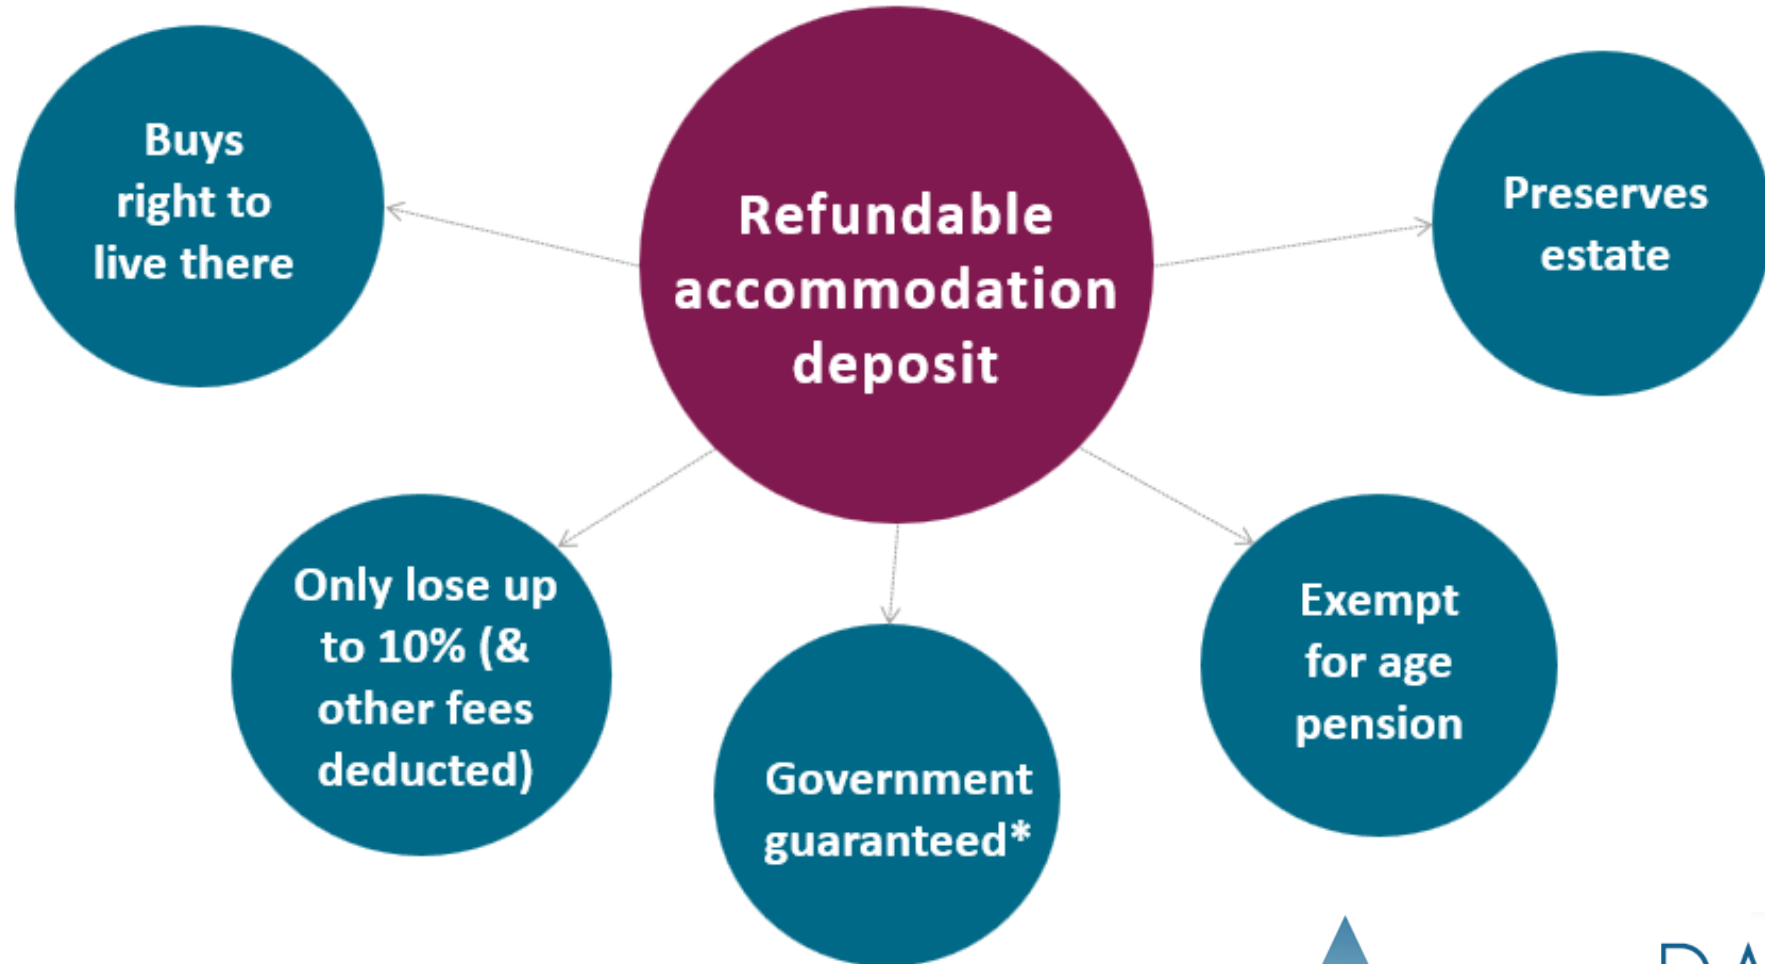 Refundable
accommodation
deposit
Buys
right to
live there
Preserves
estate
Only lose up
to 10% (&
other fees
deducted)
Government
guaranteed*
Exempt
for age
pension